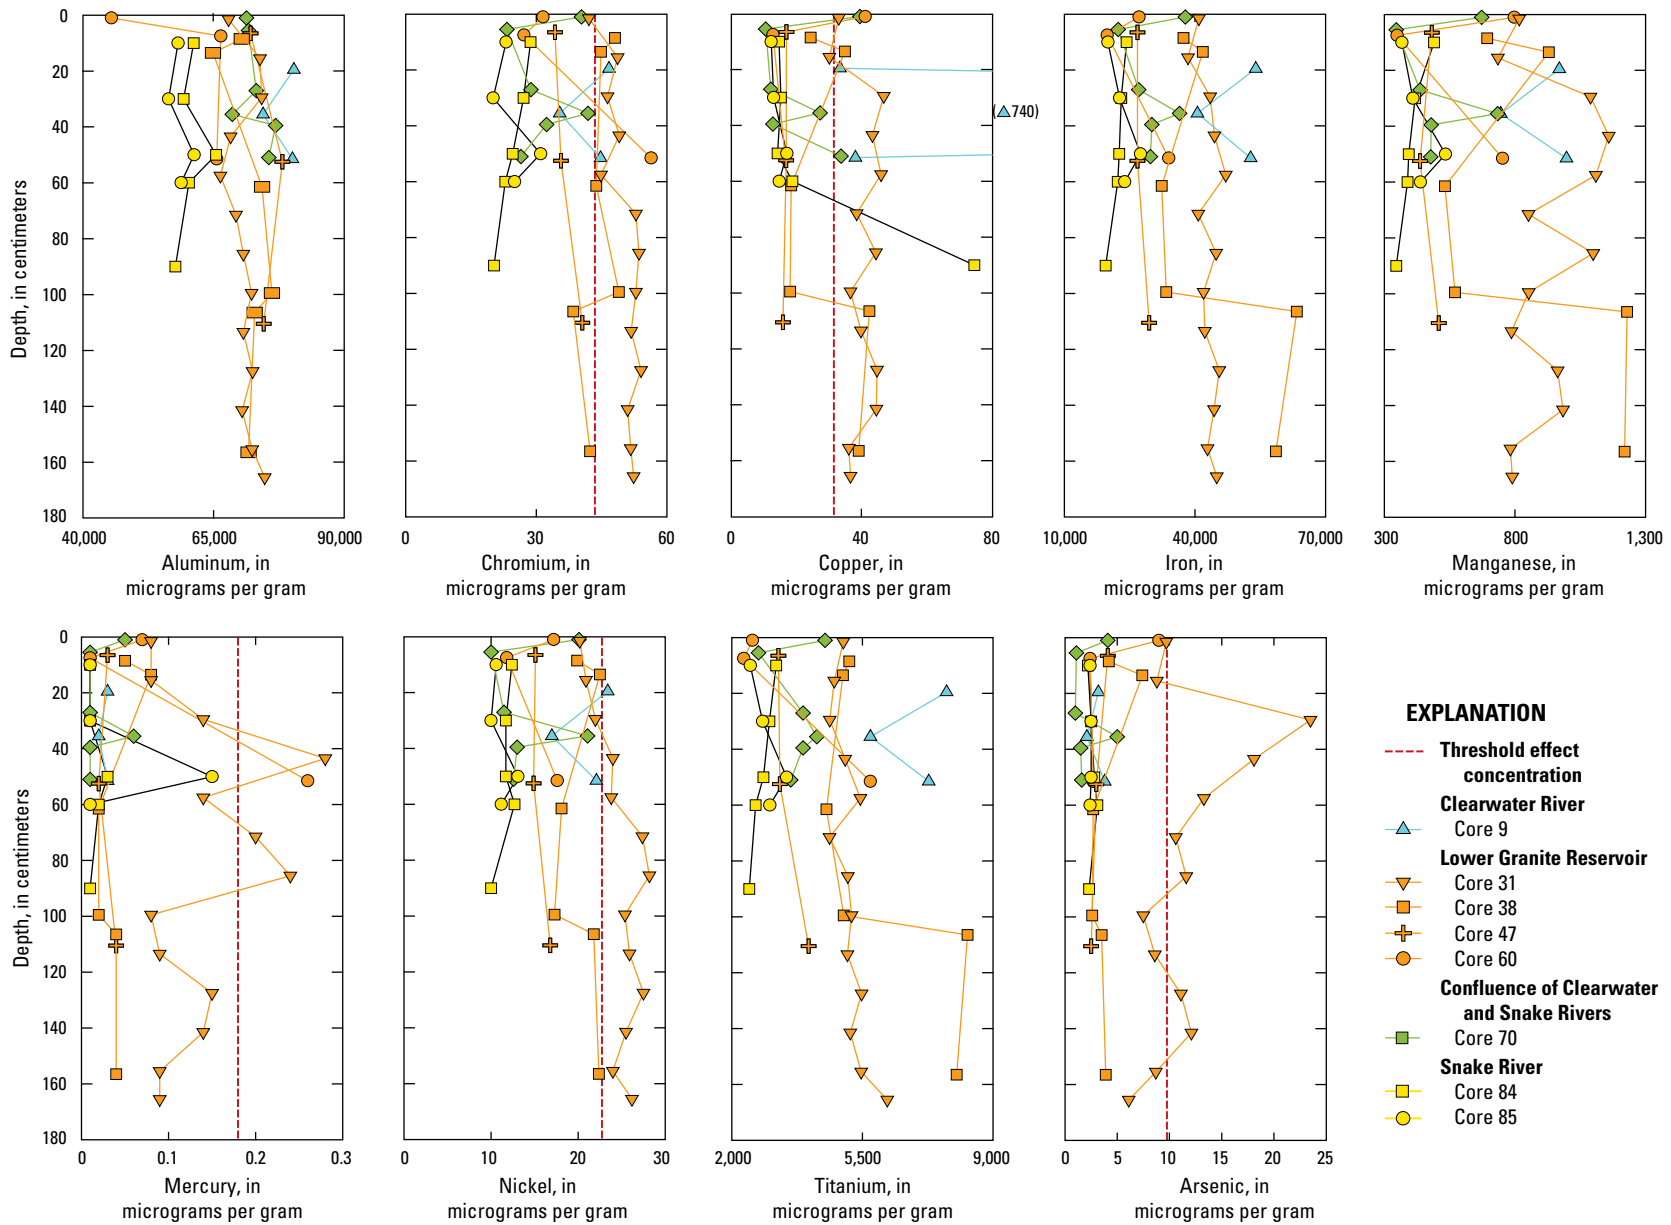 Depth, in centimeters
0
20
40
60
80
100
120
140
160
180
40,000 65,000 90,000
Aluminum, in
micrograms per gram
0 30 60
Chromium, in
micrograms per gram
(740)
0 40 80
Copper, in
micrograms per gram
10,000 40,000 70,000
Iron, in
micrograms per gram
300 800 1,300
Manganese, in
micrograms per gram
Depth, in centimeters
0
20
40
60
80
100
120
140
160
180
0 0.1 0.2 0.3
Mercury, in
micrograms per gram
0 10 20 30
Nickel, in
micrograms per gram
2,000 5,500 9,000
Titanium, in
micrograms per gram
0 5 10 15 20 25
Arsenic, in
micrograms per gram
EXPLANATION
Threshold effect
concentration
Clearwater River
Core 9
Lower Granite Reservoir
Core 31
Core 38
Core 47
Core 60
Confluence of Clearwater
and Snake Rivers
Core 70
Snake River
Core 84
Core 85